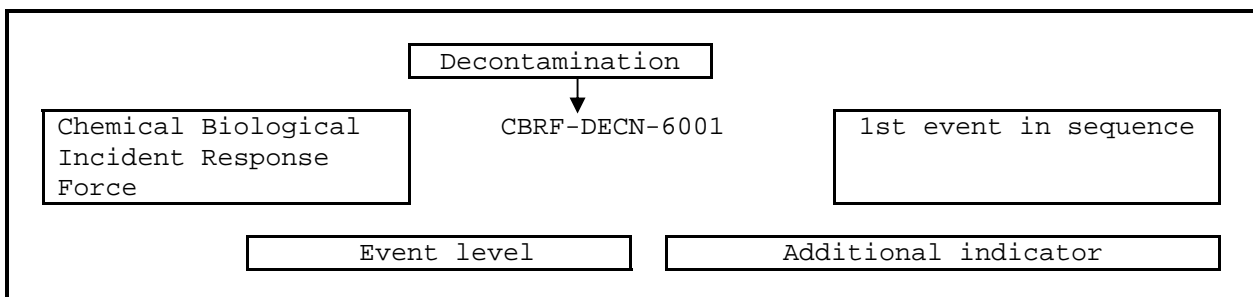 Decontamination
Chemical Biological
Incident Response
Force
CBRF-DECN-6001
1st event in sequence
Event level
Additional indicator